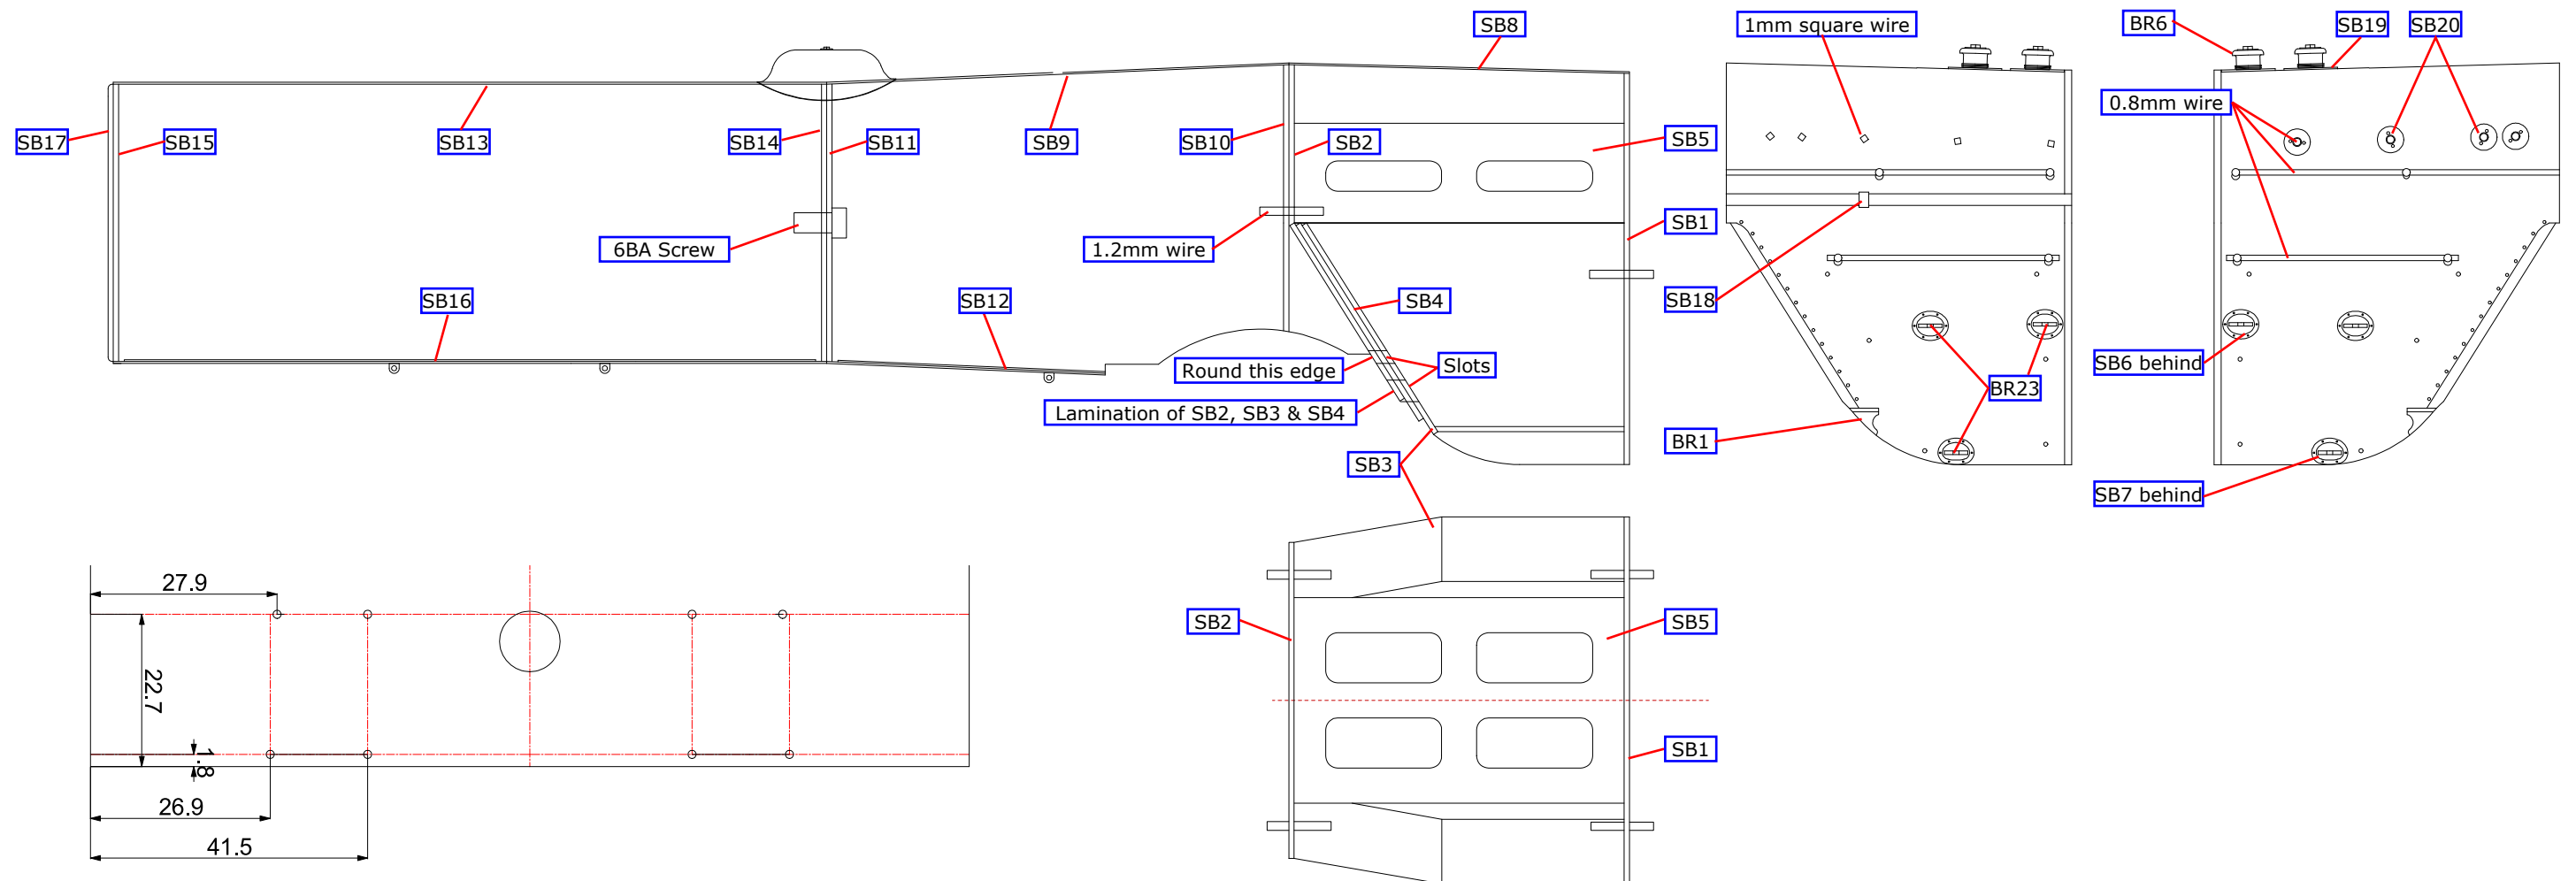 SB8
1mm square wire
BR6
SB19
SB20
0.8mm wire
SB17
SB15
SB13
SB14
SB11
SB9
SB10
SB2
SB5
SB1
6BA Screw
1.2mm wire
SB16
SB12
SB4
SB18
Round this edge
Slots
Lamination of SB2, SB3 & SB4
BR23
SB6 behind
BR1
SB3
SB7 behind
27.9
22.7
1.8
26.9
41.5
SB2
SB5
SB1